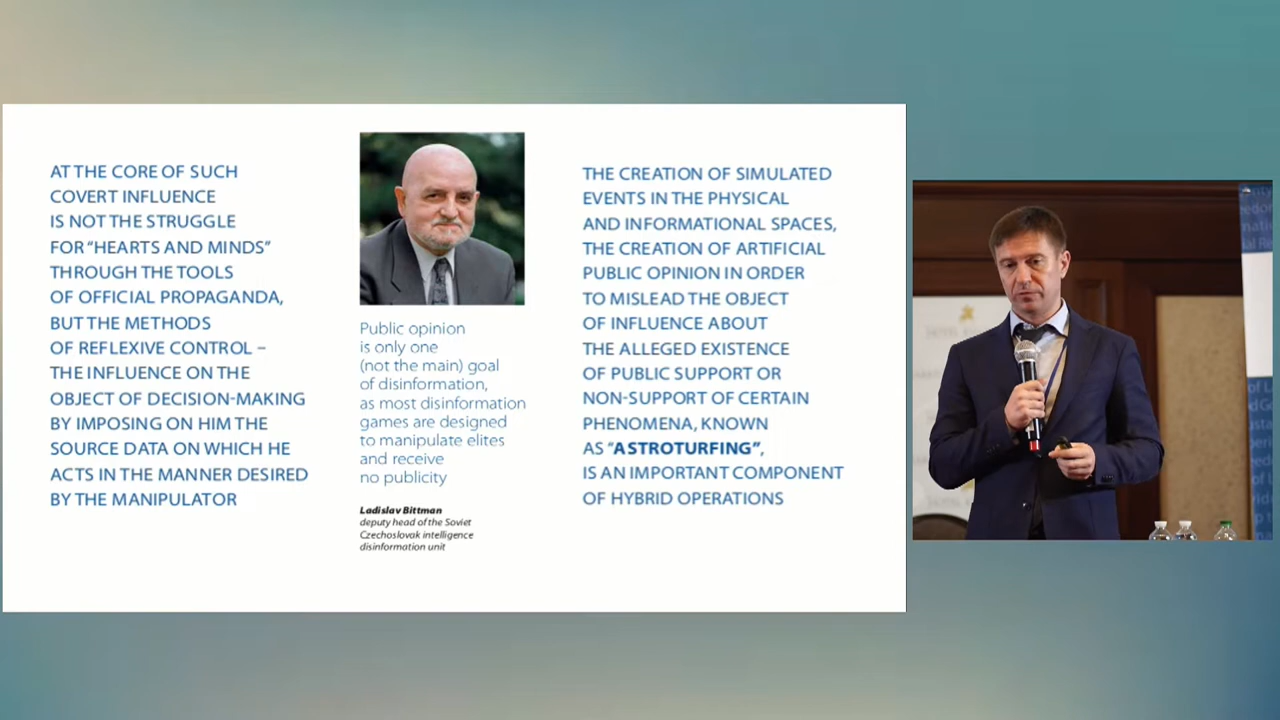 AT THE CORE OF SUCH
COVERT INFLUENCE
IS NOT THE STRUGGLE
FOR “HEARTS AND MINDS”
THROUGH THE TOOLS
OF OFFICIAL PROPAGANDA,
BUT THE METHODS
OF REFLEXIVE CONTROL –
THE INFLUENCE ON THE
OBJECT OF DECISION-MAKING
BY IMPOSING ON HIM THE
SOURCE DATA ON WHICH HE
ACTS IN THE MANNER DESIRED
BY THE MANIPULATOR
Public opinion
is only one
(not the main) goal
of disinformation,
as most disinformation
games are designed
to manipulate elites
and receive
no publicity
Ladislav Bittman
deputy head of the Soviet
Czechoslovak intelligence
disinformation unit
THE CREATION OF SIMULATED
EVENTS IN THE PHYSICAL
AND INFORMATIONAL SPACES,
THE CREATION OF ARTIFICIAL
PUBLIC OPINION IN ORDER
TO MISLEAD THE OBJECT
OF INFLUENCE ABOUT
THE ALLEGED EXISTENCE
OF PUBLIC SUPPORT OR
NON-SUPPORT OF CERTAIN
PHENOMENA, KNOWN
AS “ASTROTURFING”,
IS AN IMPORTANT COMPONENT
OF HYBRID OPERATIONS